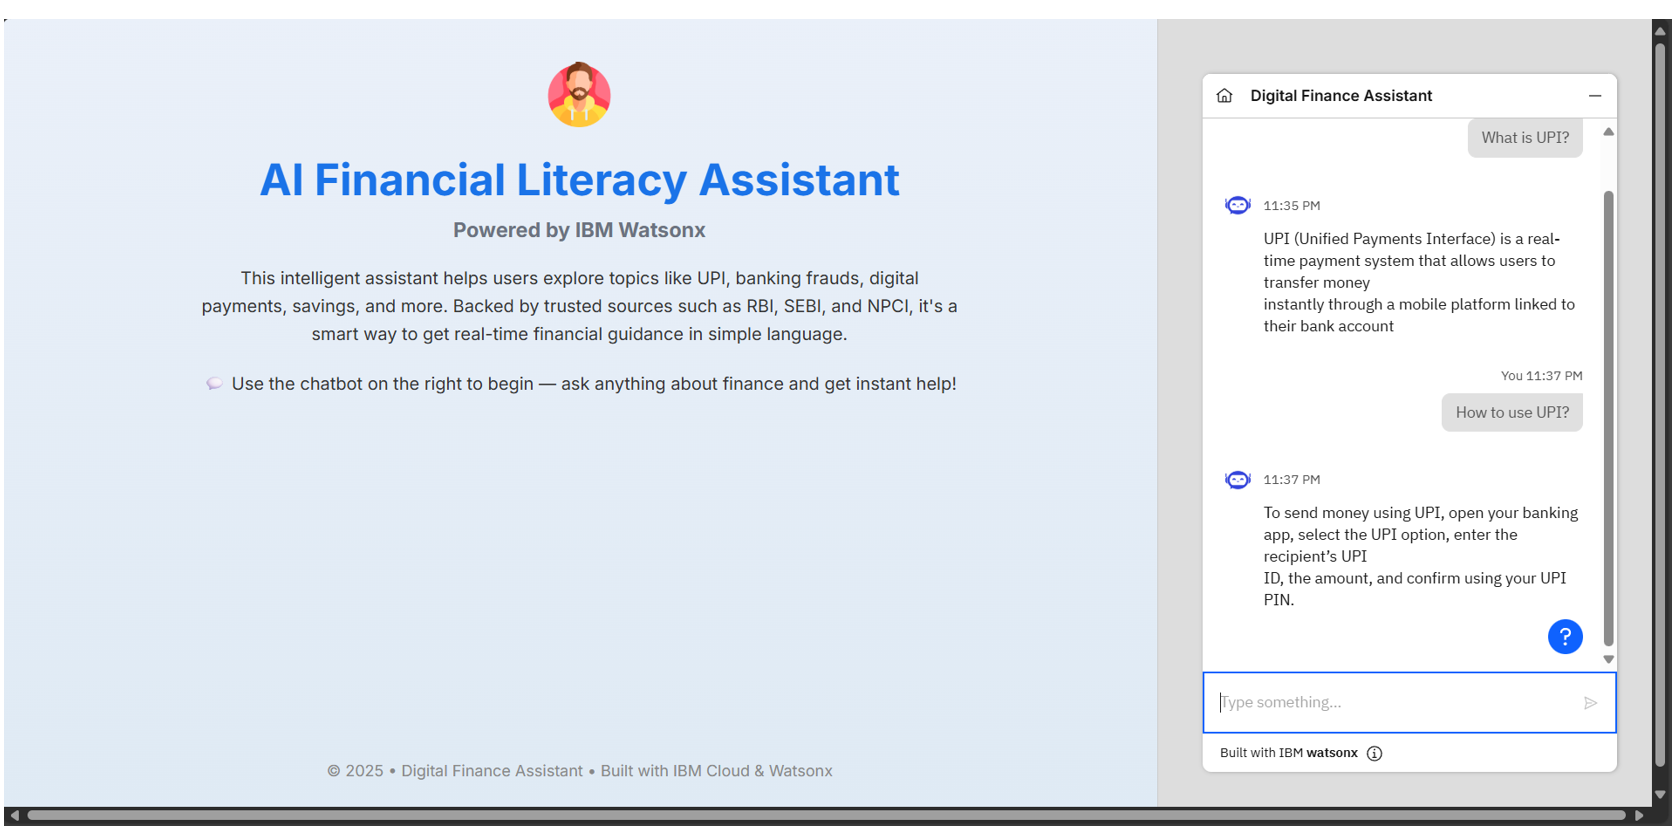 AI Financial Literacy Assistant
Powered by IBM Watsonx
This intelligent assistant helps users explore topics like UPI, banking frauds, digital
payments, savings, and more. Backed by trusted sources such as RBI, SEBI, and NPCI, it's a
smart way to get real-time financial guidance in simple language.
Use the chatbot on the right to begin — ask anything about finance and get instant help!
© 2025 • Digital Finance Assistant • Built with IBM Cloud & Watsonx
Digital Finance Assistant
What is UPI?
11:35 PM
UPI (Unified Payments Interface) is a real-
time payment system that allows users to
transfer money
instantly through a mobile platform linked to
their bank account
You 11:37 PM
How to use UPI?
11:37 PM
To send money using UPI, open your banking
app, select the UPI option, enter the
recipient’s UPI
ID, the amount, and confirm using your UPI
PIN.
?
Type something...
Built with IBM watsonx